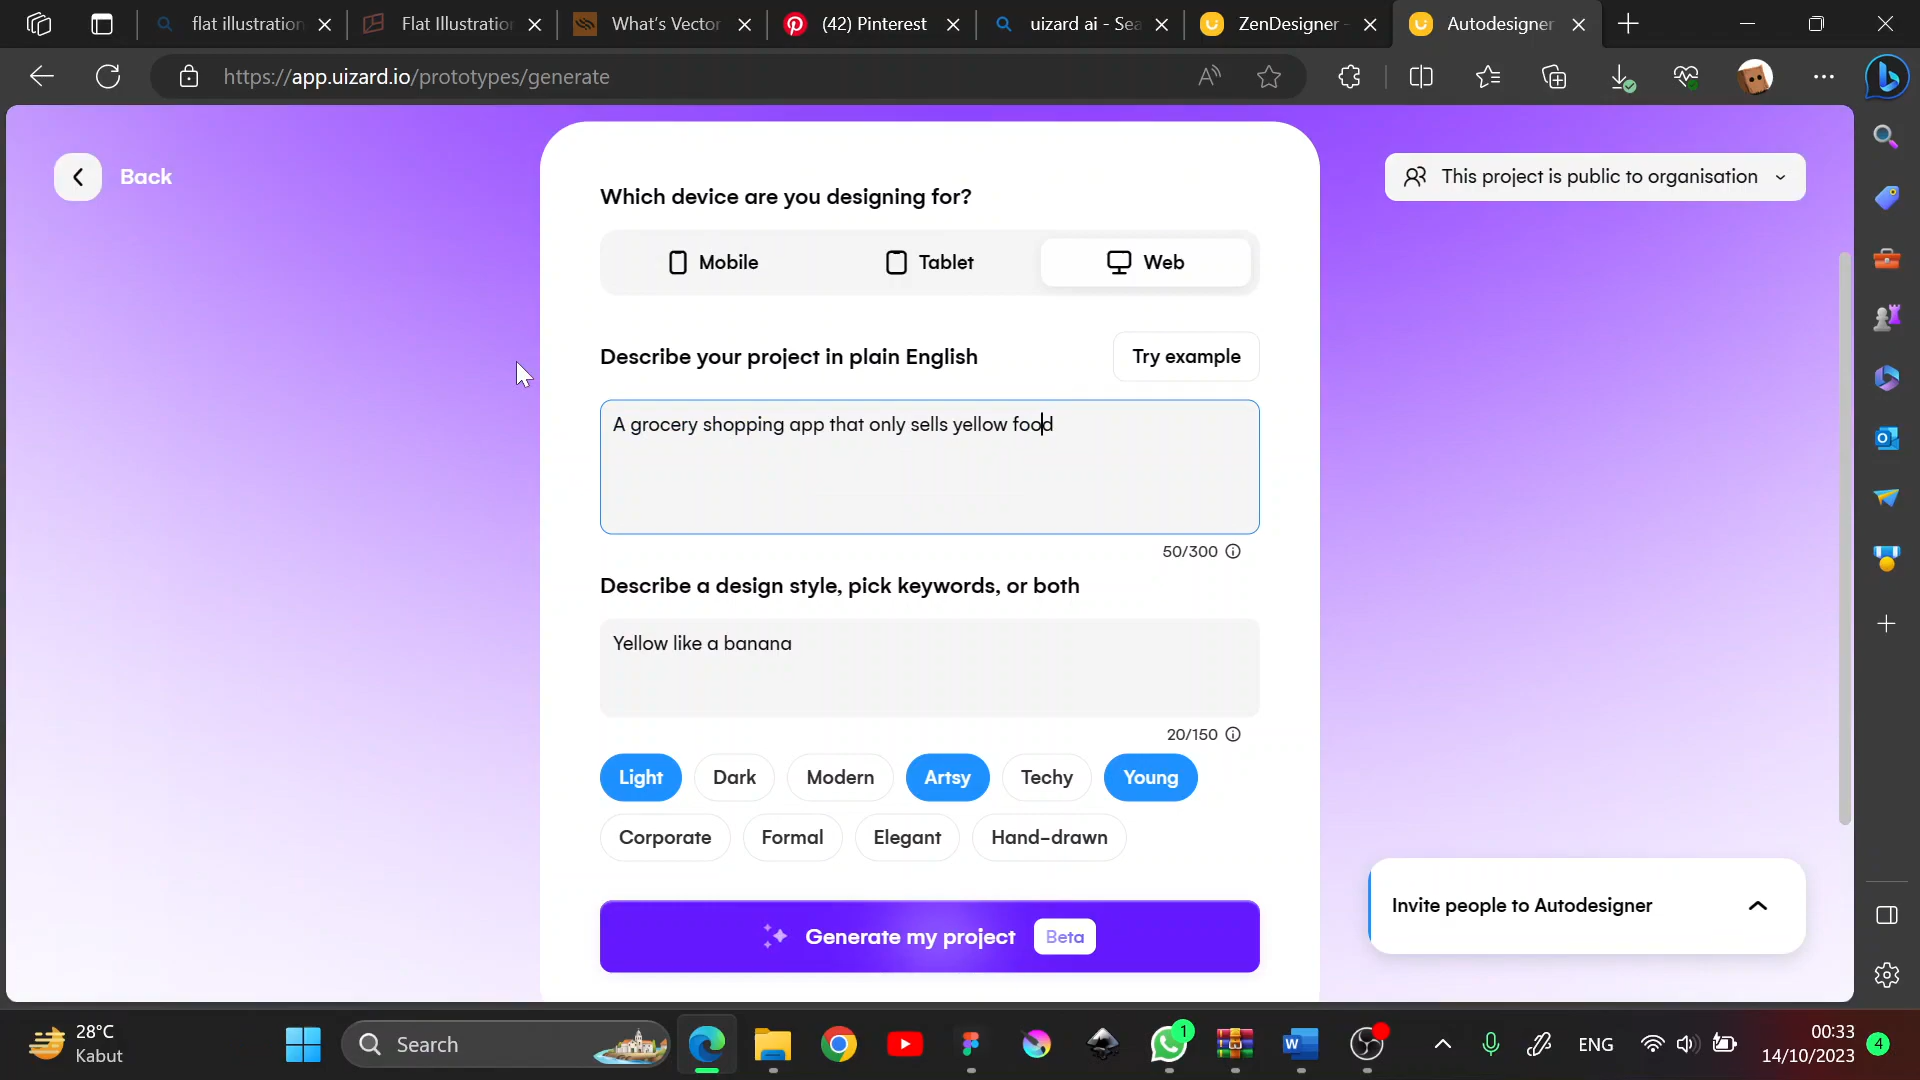 flat illustration
Flat Illustration
What's Vector
(42) Pinterest
uizard ai - Sea
ZenDesigner -
Autodesigner
https://app.uizard.io/prototypes/generate
Back
Which device are you designing for?
This project is public to organisation
Mobile
Tablet
Web
Describe your project in plain English
Try example
A grocery shopping app that only sells yellow food
50/300
Describe a design style, pick keywords, or both
Yellow like a banana
20/150
Light
Dark
Modern
Artsy
Techy
Young
Corporate
Formal
Elegant
Hand-drawn
Invite people to Autodesigner
Generate my project
Beta
28°C
Kabut
Search
1
ENG
00:33
14/10/2023
4